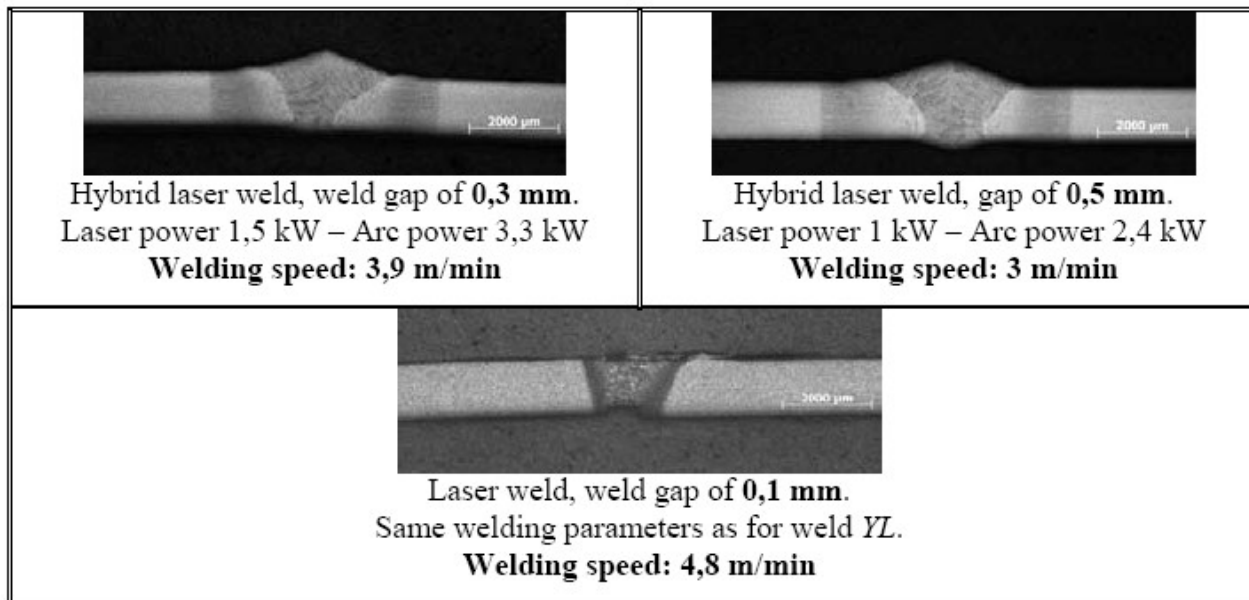 2000 µm
Hybrid laser weld, weld gap of 0,3 mm.
Laser power 1,5 kW – Arc power 3,3 kW
Welding speed: 3,9 m/min
2000 µm
Hybrid laser weld, gap of 0,5 mm.
Laser power 1 kW – Arc power 2,4 kW
Welding speed: 3 m/min
2000 µm
Laser weld, weld gap of 0,1 mm.
Same welding parameters as for weld YL.
Welding speed: 4,8 m/min